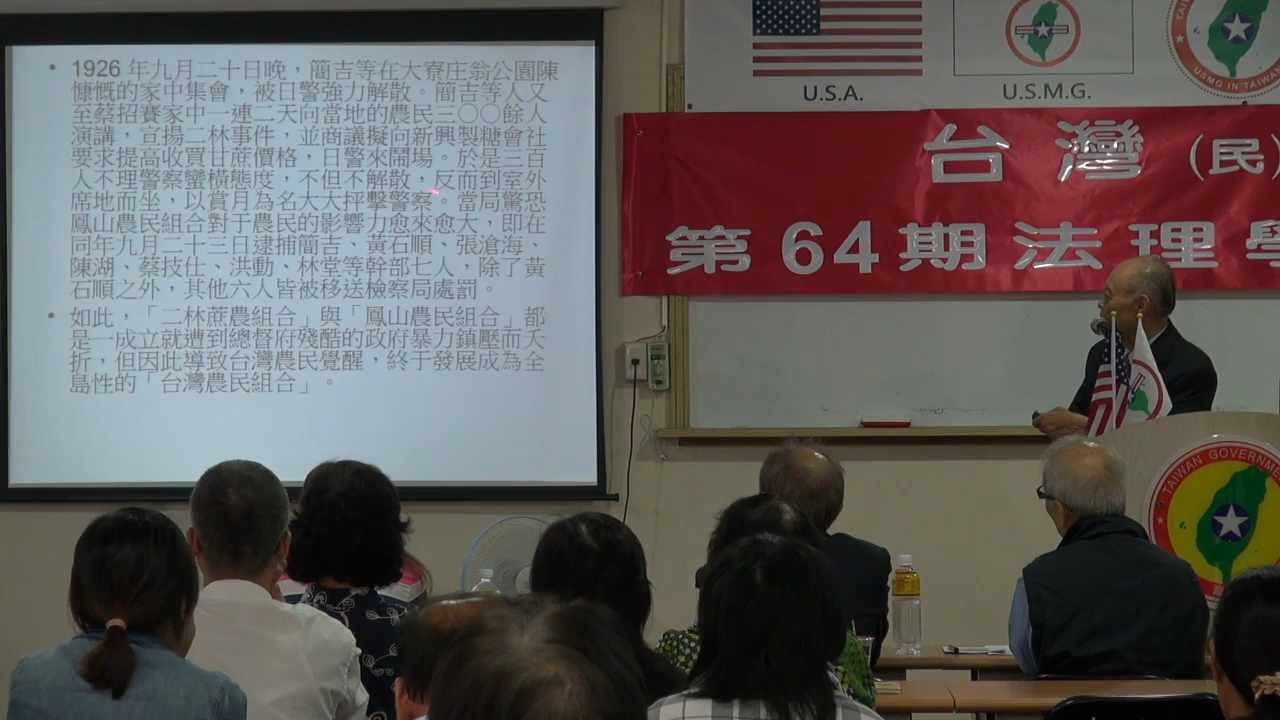 • 1926 年九月二十日晚，簡吉等在大寮庄翁公園陳
慷慨的家中集會，被日警強力解散。簡吉等人又
至蔡招賽家中一連二天向當地的農民三〇〇餘人
演講，宣揚二林事件，並商議擬向新興製糖會社
要求提高收買甘蔗價格，日警來鬧場。於是三百
人不理警察蠻橫態度，不但不解散，反而到室外
席地而坐，以賞月為名大大抨擊警察。當局驚恐
鳳山農民組合對于農民的影響力愈來愈大，即在
同年九月二十三日逮捕簡吉、黃石順、張滄海、
陳湖、蔡技仕、洪動、林堂等幹部七人，除了黃
石順之外，其他六人皆被移送檢察局處罰。
• 如此，「二林蔗農組合」與「鳳山農民組合」都
是一成立就遭到總督府殘酷的政府暴力鎮壓而夭
折，但因此導致台灣農民覺醒，終于發展成為全
島性的「台灣農民組合」。
U.S.A.
U.S.M.G.
USMG IN TAIWAN
台灣（民
第64期法理學
TAIWAN GOVERNME